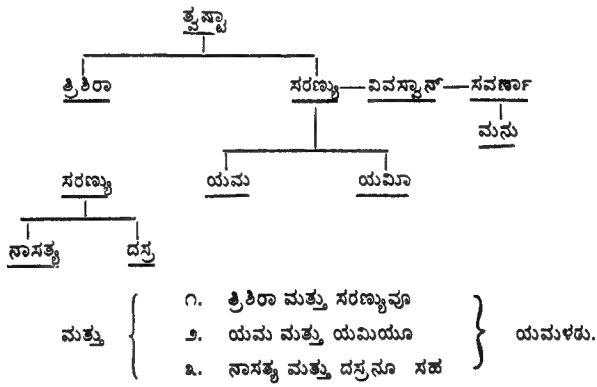 ತ್ವಷ್ಟಾ
ತ್ರಿಶಿರಾ ಸರಣ್ಯು — ವಿವಸ್ವಾನ್ — ಸವರ್ಣಾ
ಮನು
ಸರಣ್ಯು ಯಮ ಯಮೀ
ನಾಸತ್ಯ ದಸ್ರ
೧. ತ್ರಿಶಿರಾ ಮತ್ತು ಸರಣ್ಯುವೂ
ಮತ್ತು { ೨. ಯಮ ಮತ್ತು ಯಮಿಯೂ } ಯಮಳರು.
೩. ನಾಸತ್ಯ ಮತ್ತು ದಸ್ರನೂ ಸಹ